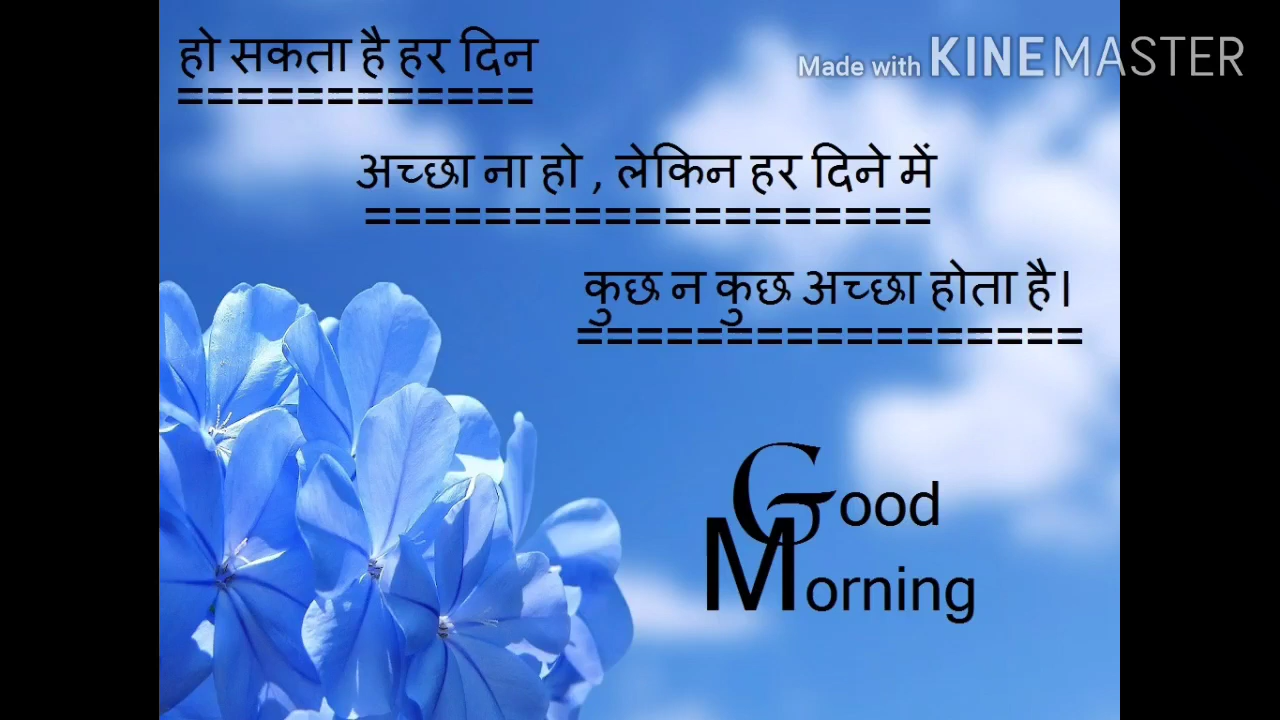 हो सकता है हर दिन
============
Made with KINEMASTER
अच्छा ना हो , लेकिन हर दिने में
===================
कुछ न कुछ अच्छा होता है।
=================
Good
Morning